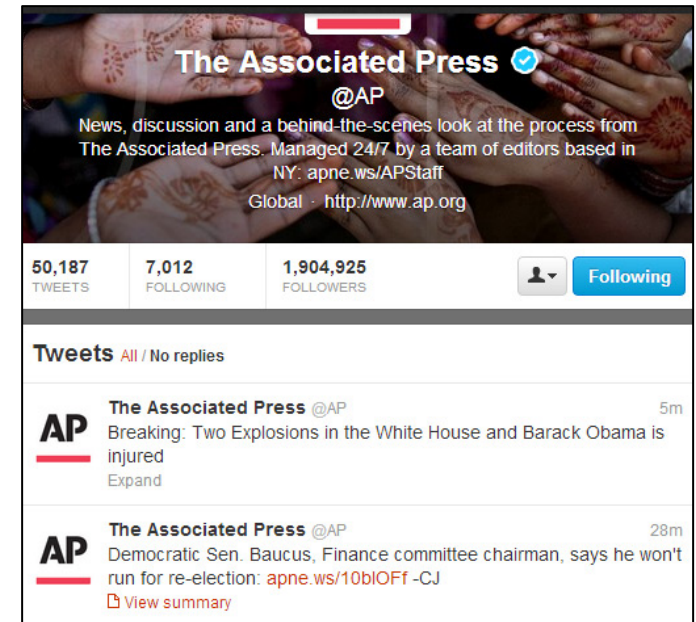 The Associated Press
@AP
News, discussion and a behind-the-scenes look at the process from
The Associated Press. Managed 24/7 by a team of editors based in
NY: apne.ws/APStaff
Global · http://www.ap.org
50,187 7,012 1,904,925
TWEETS FOLLOWING FOLLOWERS
Following
Tweets All / No replies
The Associated Press @AP 5m
AP
Breaking: Two Explosions in the White House and Barack Obama is
injured
Expand
The Associated Press @AP 28m
AP
Democratic Sen. Baucus, Finance committee chairman, says he won't
run for re-election: apne.ws/10blOFf -CJ
View summary